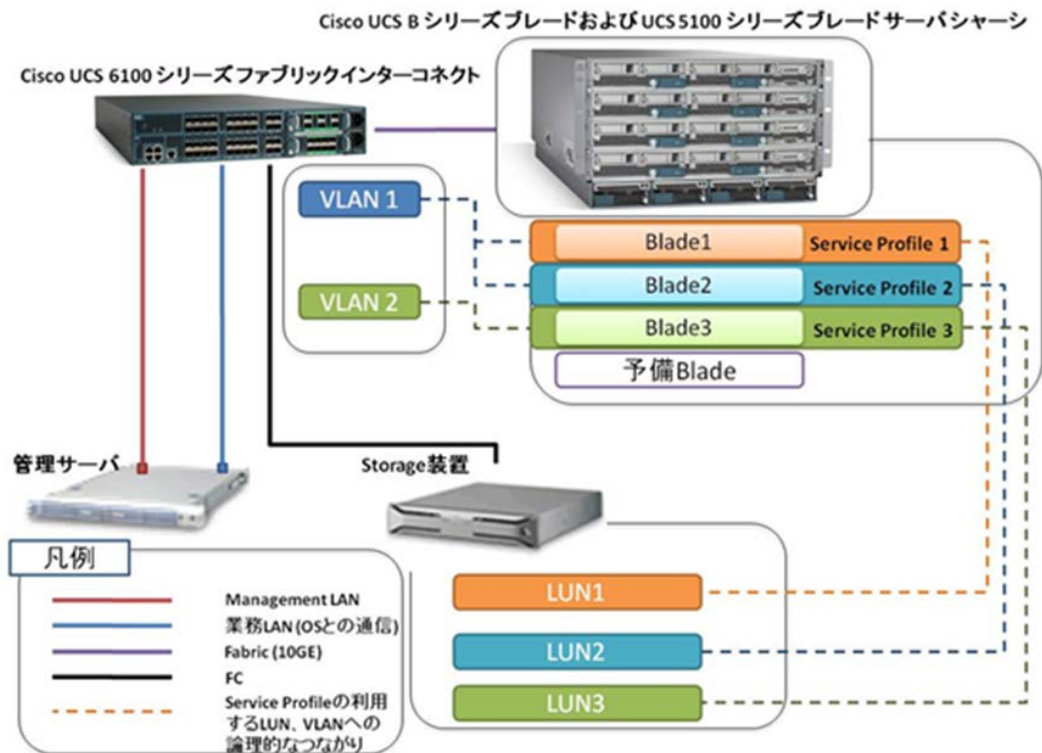 Cisco UCS B シリーズブレードおよび UCS 5100 シリーズブレードサーバシャーシ
Cisco UCS 6100 シリーズファブリックインターコネクト
VLAN 1
VLAN 2
Blade1
Service Profile 1
Blade2
Service Profile 2
Blade3
Service Profile 3
予備Blade
管理サーバ
Storage装置
凡例
Management LAN
業務LAN (OSとの通信)
Fabric (10GE)
FC
Service Profileの利用
するLUN、VLANへの
論理的なつながり
LUN1
LUN2
LUN3